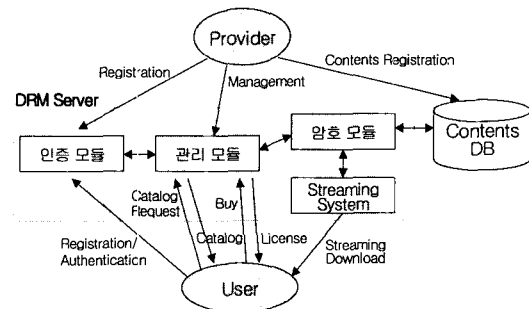 Provider
Registration
Management
Contents Registration
DRM Server
인증 모듈
관리 모듈
암호 모듈
Contents
DB
Streaming
System
Catalog
Request
Buy
Catalog
License
Registration/
Authentication
Streaming
Download
User